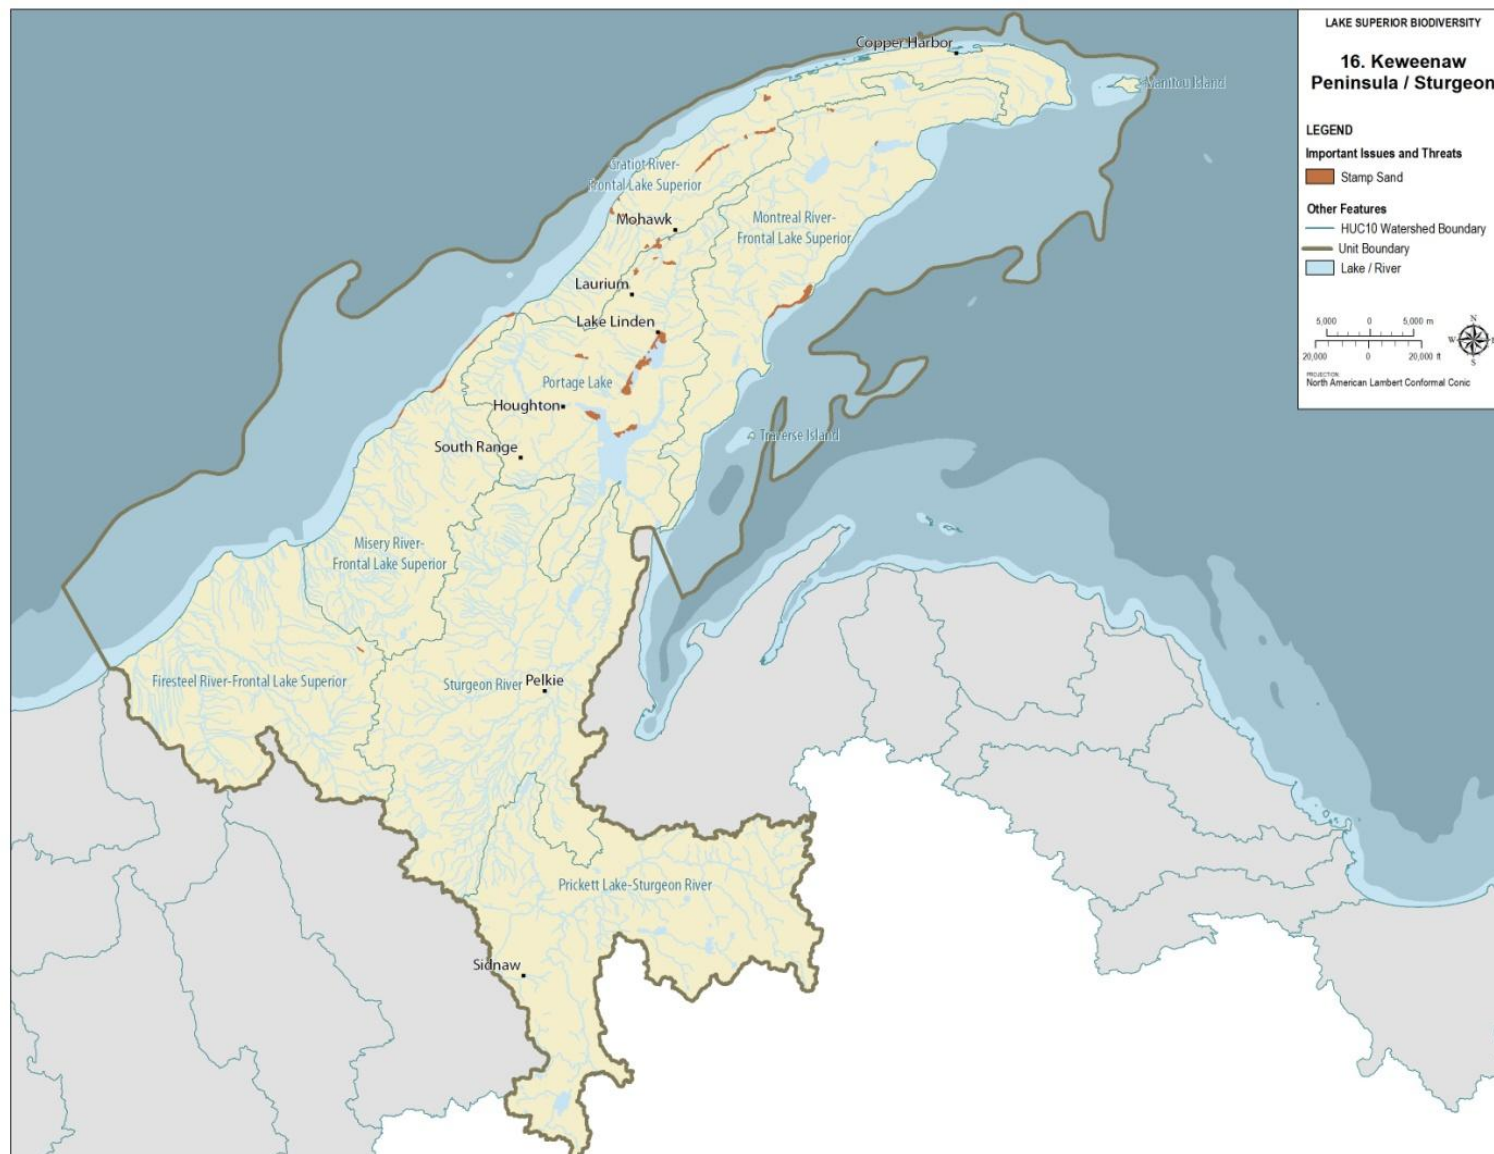 LAKE SUPERIOR BIODIVERSITY
16. Keweenaw
Peninsula / Sturgeon
LEGEND
Important Issues and Threats
Stamp Sand
Other Features
HUC10 Watershed Boundary
Unit Boundary
Lake / River
5,000 0 5,000 m
20,000 0 20,000 ft
N
W E
S
PROJECTION:
North American Lambert Conformal Conic
Copper Harbor
Manitou Island
Gratiot River-
Frontal Lake Superior
Mohawk
Montreal River-
Frontal Lake Superior
Laurium
Lake Linden
Portage Lake
Houghton
South Range
Traverse Island
Misery River-
Frontal Lake Superior
Firesteel River-Frontal Lake Superior
Sturgeon River
Pelkie
Prickett Lake-Sturgeon River
Sidnaw